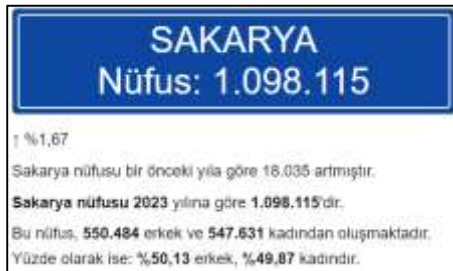 SAKARYA
Nüfus: 1.098.115
↑ %1,67
Sakarya nüfusu bir önceki yıla göre 18.035 artmıştır.
Sakarya nüfusu 2023 yılına göre 1.098.115'dir.
Bu nüfus, 550.484 erkek ve 547.631 kadından oluşmaktadır.
Yüzde olarak ise: %50,13 erkek, %49,87 kadındır.